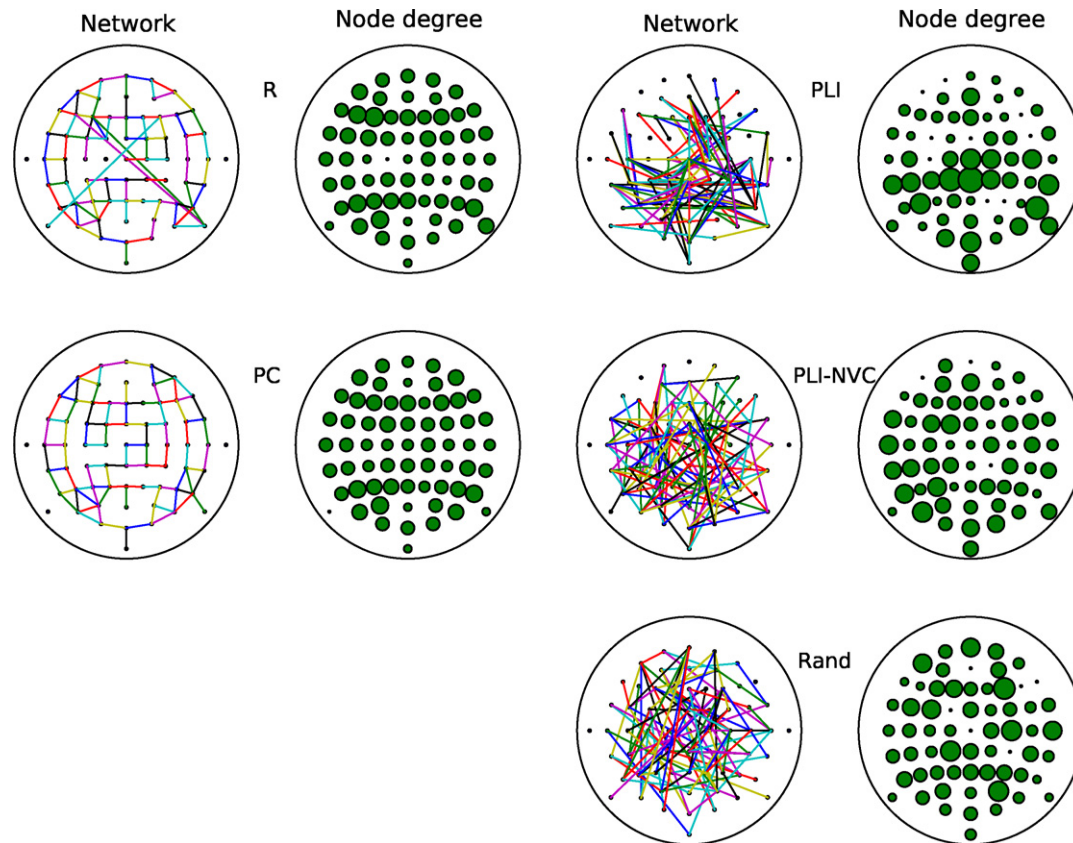 Network
Node degree
Network
Node degree
R
PLI
PC
PLI-NVC
Rand